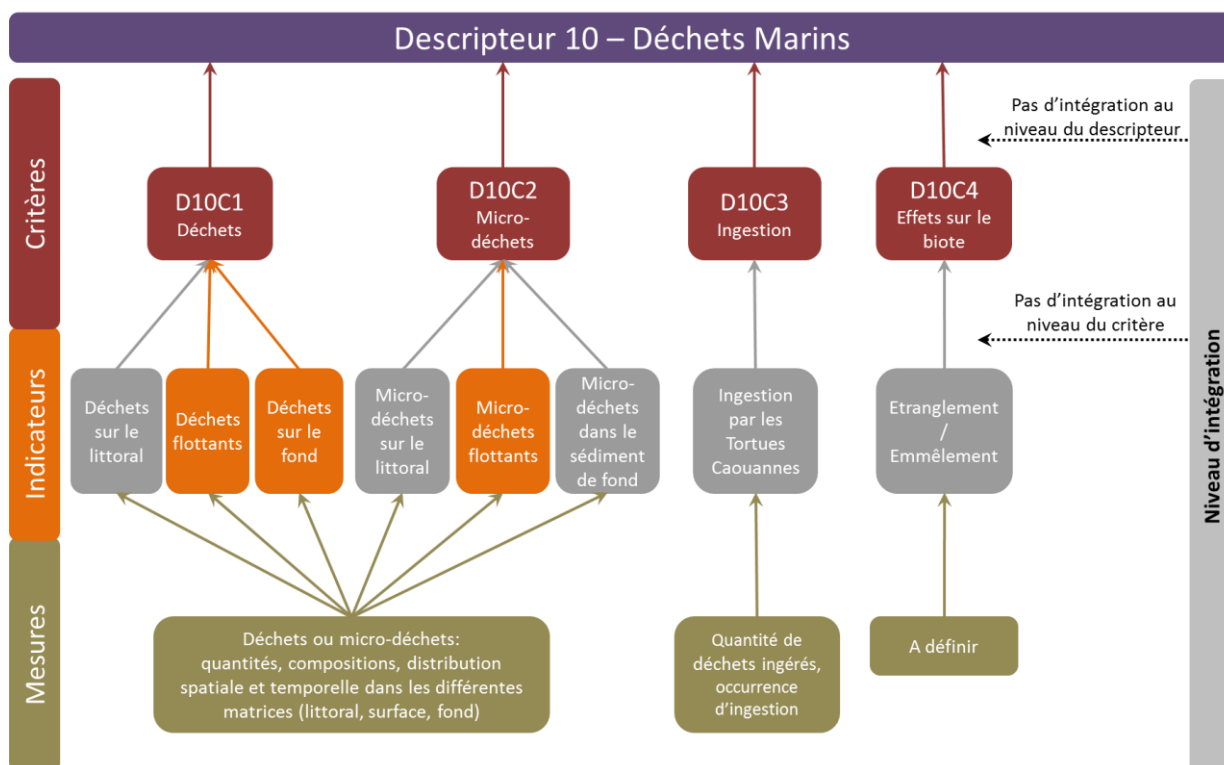 Descripteur 10 – Déchets Marins
Critères
Pas d'intégration au
niveau du descripteur
D10C1
Déchets
D10C2
Micro-
déchets
D10C3
Ingestion
D10C4
Effets sur le
biote
Pas d'intégration au
niveau du critère
Niveau d'intégration
Indicateurs
Déchets
sur le
littoral
Déchets
flottants
Déchets
sur le
fond
Micro-
déchets
sur le
littoral
Micro-
déchets
flottants
Micro-
déchets
dans le
sédiment
de fond
Ingestion
par les
Tortues
Caouannes
Etranglement
/
Emmêlement
Mesures
Déchets ou micro-déchets:
quantités, compositions, distribution
spatiale et temporelle dans les différentes
matrices (littoral, surface, fond)
Quantité de
déchets ingérés,
occurrence
d'ingestion
A définir